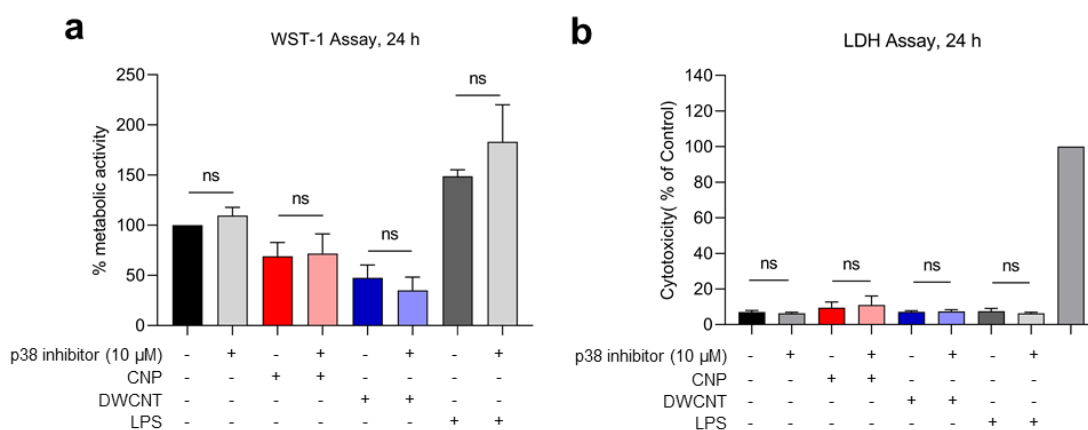 a
WST-1 Assay, 24 h
% metabolic activity
250
200
150
100
50
0
ns
ns
ns
ns
p38 inhibitor (10 µM) - + - + - + - +
CNP - - + + - - - -
DWCNT - - - - + + - -
LPS - - - - - - + +
b
LDH Assay, 24 h
Cytotoxicity( % of Control)
140
120
100
80
60
40
20
0
ns
ns
ns
ns
p38 inhibitor (10 µM) - + - + - + - +
CNP - - + + - - - -
DWCNT - - - - + + - -
LPS - - - - - - + +